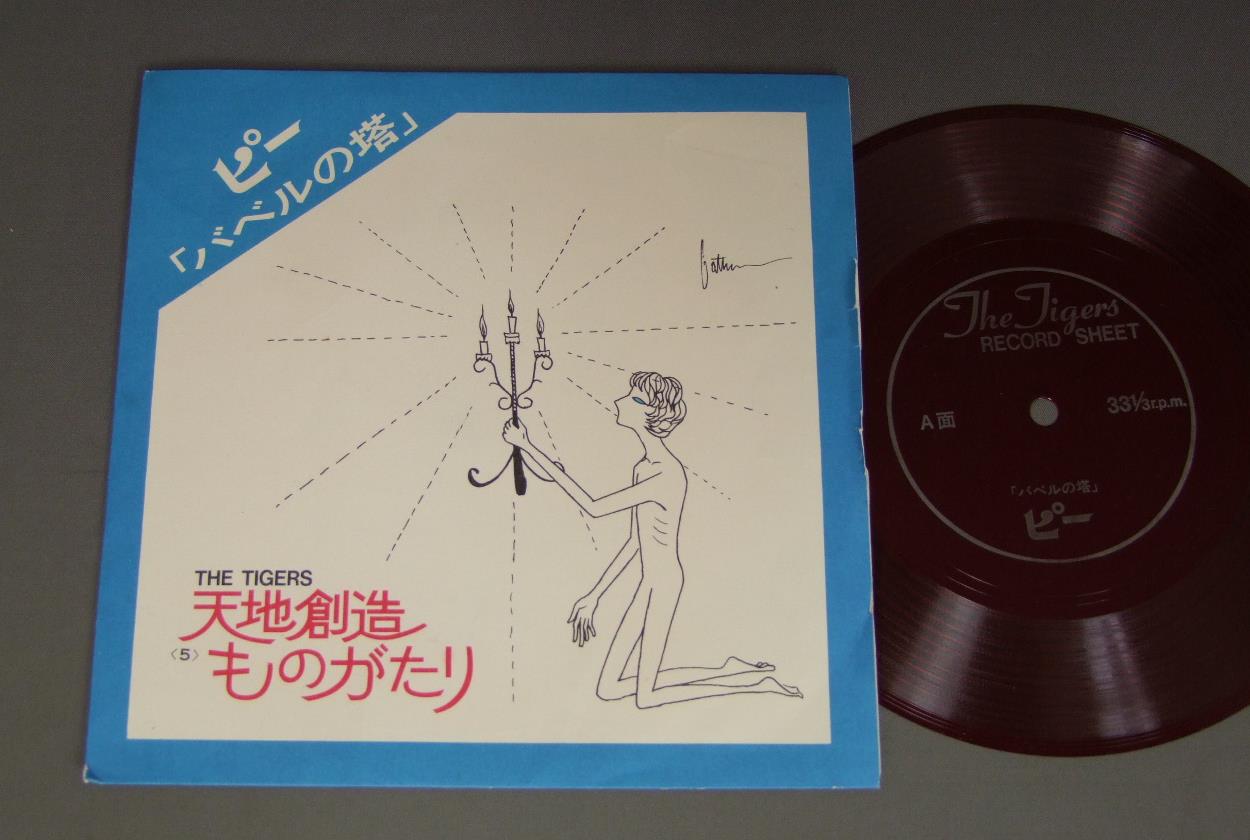 ピー
「バベルの塔」
THE TIGERS
天地創造
〈5〉ものがたり
The Tigers
RECORD SHEET
A面
33⅓r.p.m.
「バベルの塔」
ピー